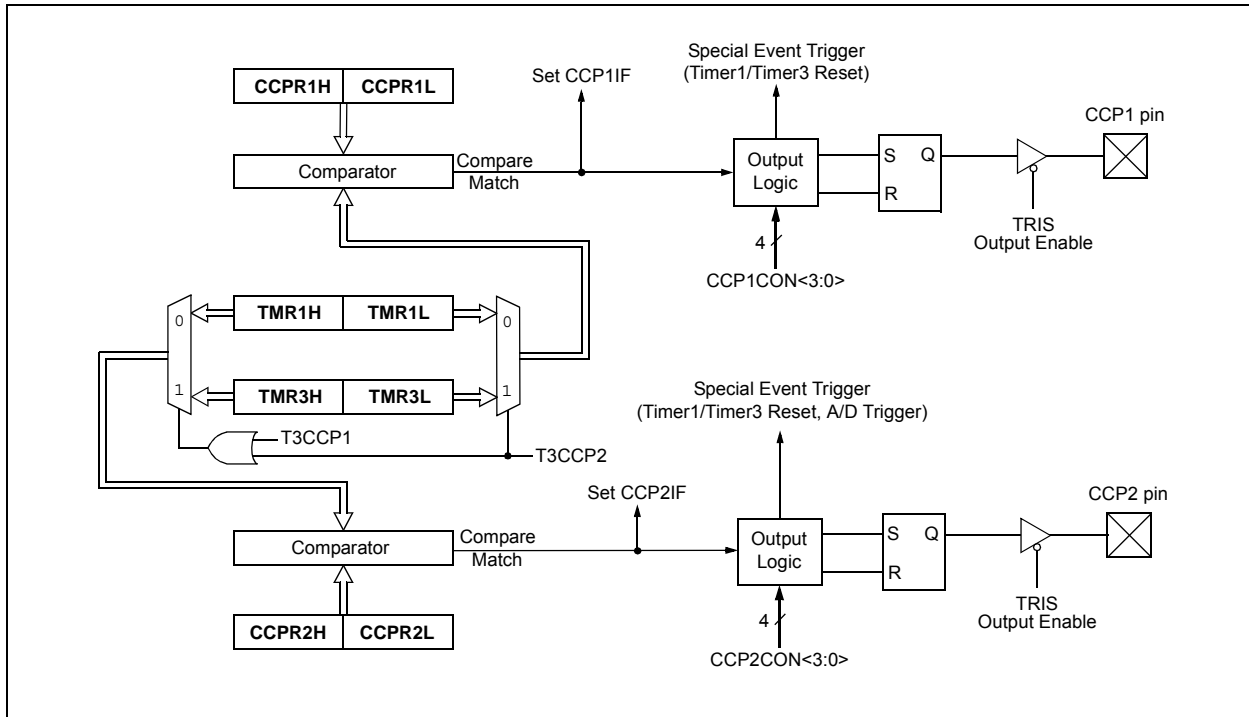 Special Event Trigger
(Timer1/Timer3 Reset)
Set CCP1IF
CCPR1H CCPR1L
CCP1 pin
Comparator
Compare
Match
Output
Logic
S Q
R
TRIS
Output Enable
4
CCP1CON<3:0>
0 TMR1H TMR1L 0
1 TMR3H TMR3L 1
T3CCP1
T3CCP2
Special Event Trigger
(Timer1/Timer3 Reset, A/D Trigger)
Set CCP2IF
CCP2 pin
Comparator
Compare
Match
Output
Logic
S Q
R
TRIS
Output Enable
4
CCPR2H CCPR2L
CCP2CON<3:0>